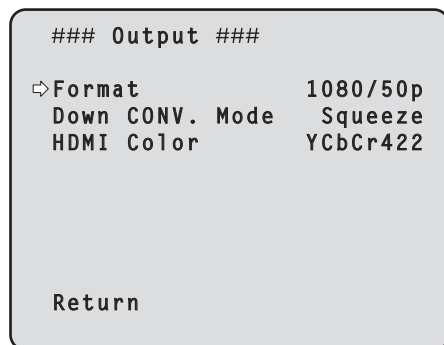 ### Output ###
⇨Format 1080/50p
Down CONV. Mode Squeeze
HDMI Color YCbCr422
Return